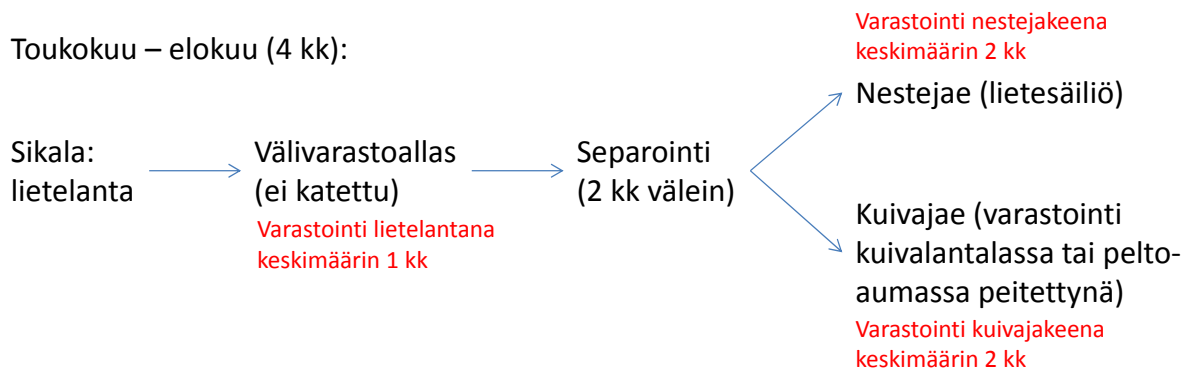 Toukokuu – elokuu (4 kk):
Sikala:
lietelanta
Välivarastoallas
(ei katettu)
Varastointi lietelantana
keskimäärin 1 kk
Separointi
(2 kk välein)
Varastointi nestejakeena
keskimäärin 2 kk
Nestejae (lietesäiliö)
Kuivajae (varastointi
kuivalantalassa tai pelto-
aumassa peitettynä)
Varastointi kuivajakeena
keskimäärin 2 kk